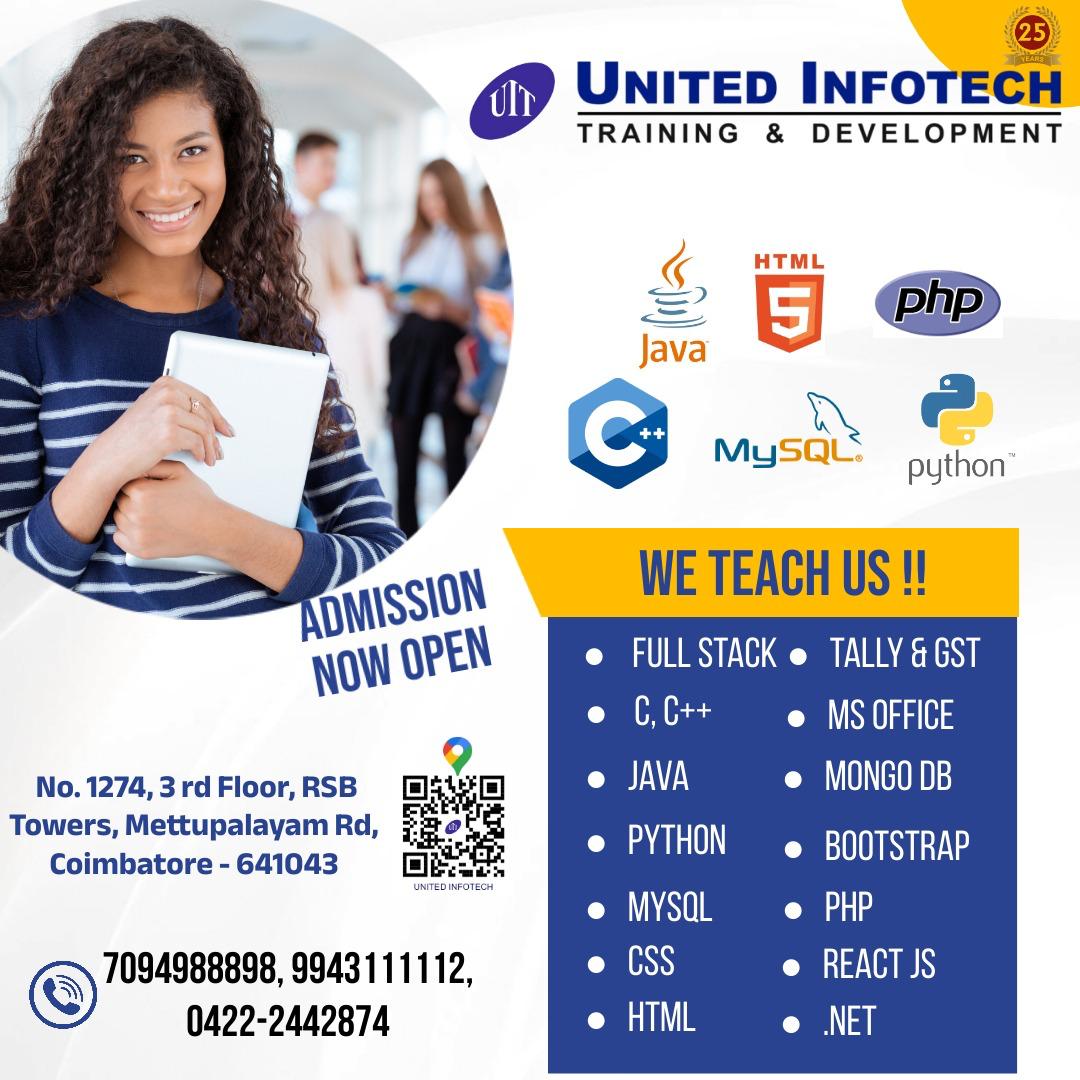 25
YEARS
UIT
UNITED INFOTECH
TRAINING & DEVELOPMENT
Java
HTML
5
php
C++
MySQL®
python™
WE TEACH US !!
FULL STACK
C, C++
JAVA
PYTHON
MYSQL
CSS
HTML
TALLY & GST
MS OFFICE
MONGO DB
BOOTSTRAP
PHP
REACT JS
.NET
ADMISSION
NOW OPEN
No. 1274, 3 rd Floor, RSB
Towers, Mettupalayam Rd,
Coimbatore - 641043
UIT
UNITED INFOTECH
7094988898, 9943111112,
0422-2442874